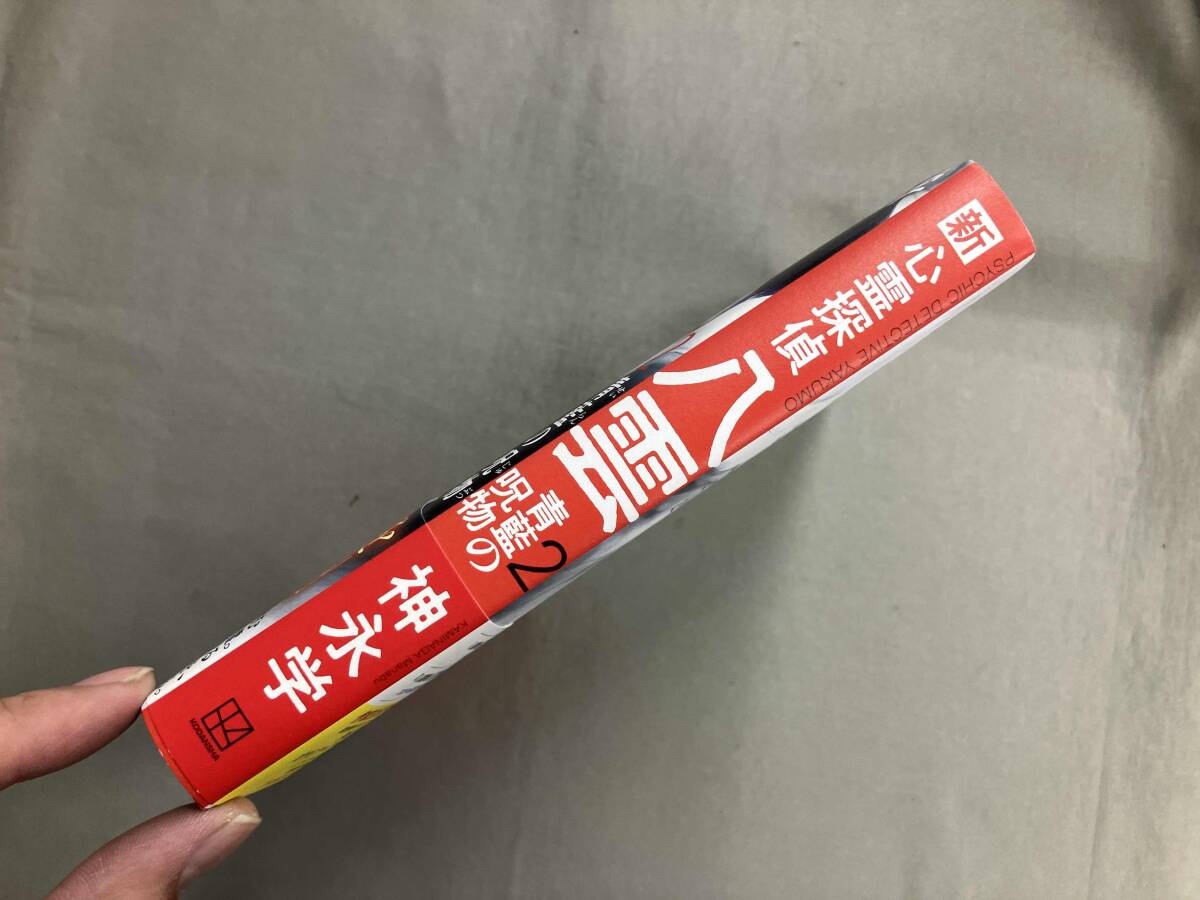 新
心霊探偵
八雲
PSYCHIC DETECTIVE YAKUMO
2
青藍の
呪物
神永学
KAMINAGA Manabu
KODANSHA